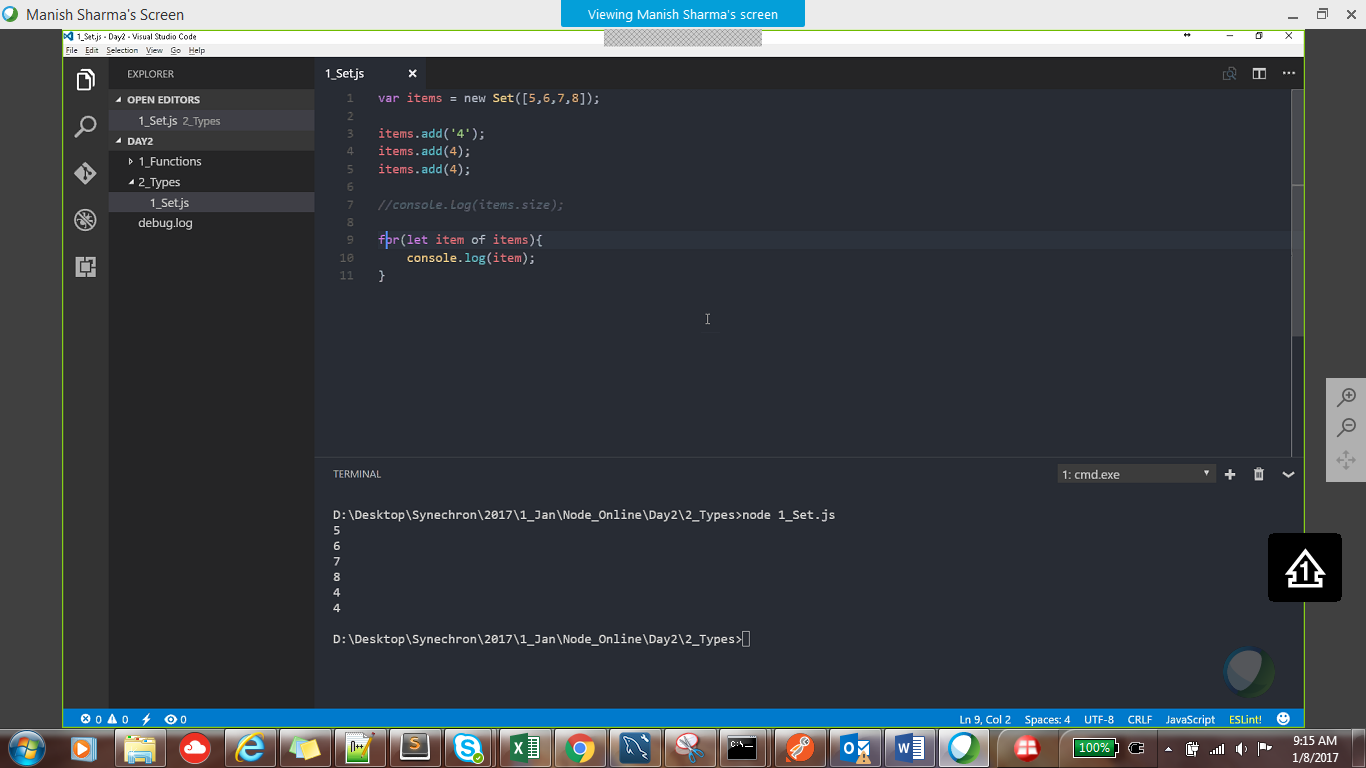 Manish Sharma's Screen
Viewing Manish Sharma's screen
1_Set.js - Day2 - Visual Studio Code
File Edit Selection View Go Help
EXPLORER
OPEN EDITORS
1_Set.js 2_Types
DAY2
1_Functions
2_Types
1_Set.js
debug.log
1_Set.js
1 var items = new Set([5,6,7,8]);
2
3 items.add('4');
4 items.add(4);
5 items.add(4);
6
7 //console.log(items.size);
8
9 for(let item of items){
10 console.log(item);
11 }
TERMINAL
1: cmd.exe
D:\Desktop\Synechron\2017\1_Jan\Node_Online\Day2\2_Types>node 1_Set.js
5
6
7
8
4
4
D:\Desktop\Synechron\2017\1_Jan\Node_Online\Day2\2_Types>
1
0 0 0
Ln 9, Col 2 Spaces: 4 UTF-8 CRLF JavaScript ESLint!
100%
9:15 AM
1/8/2017